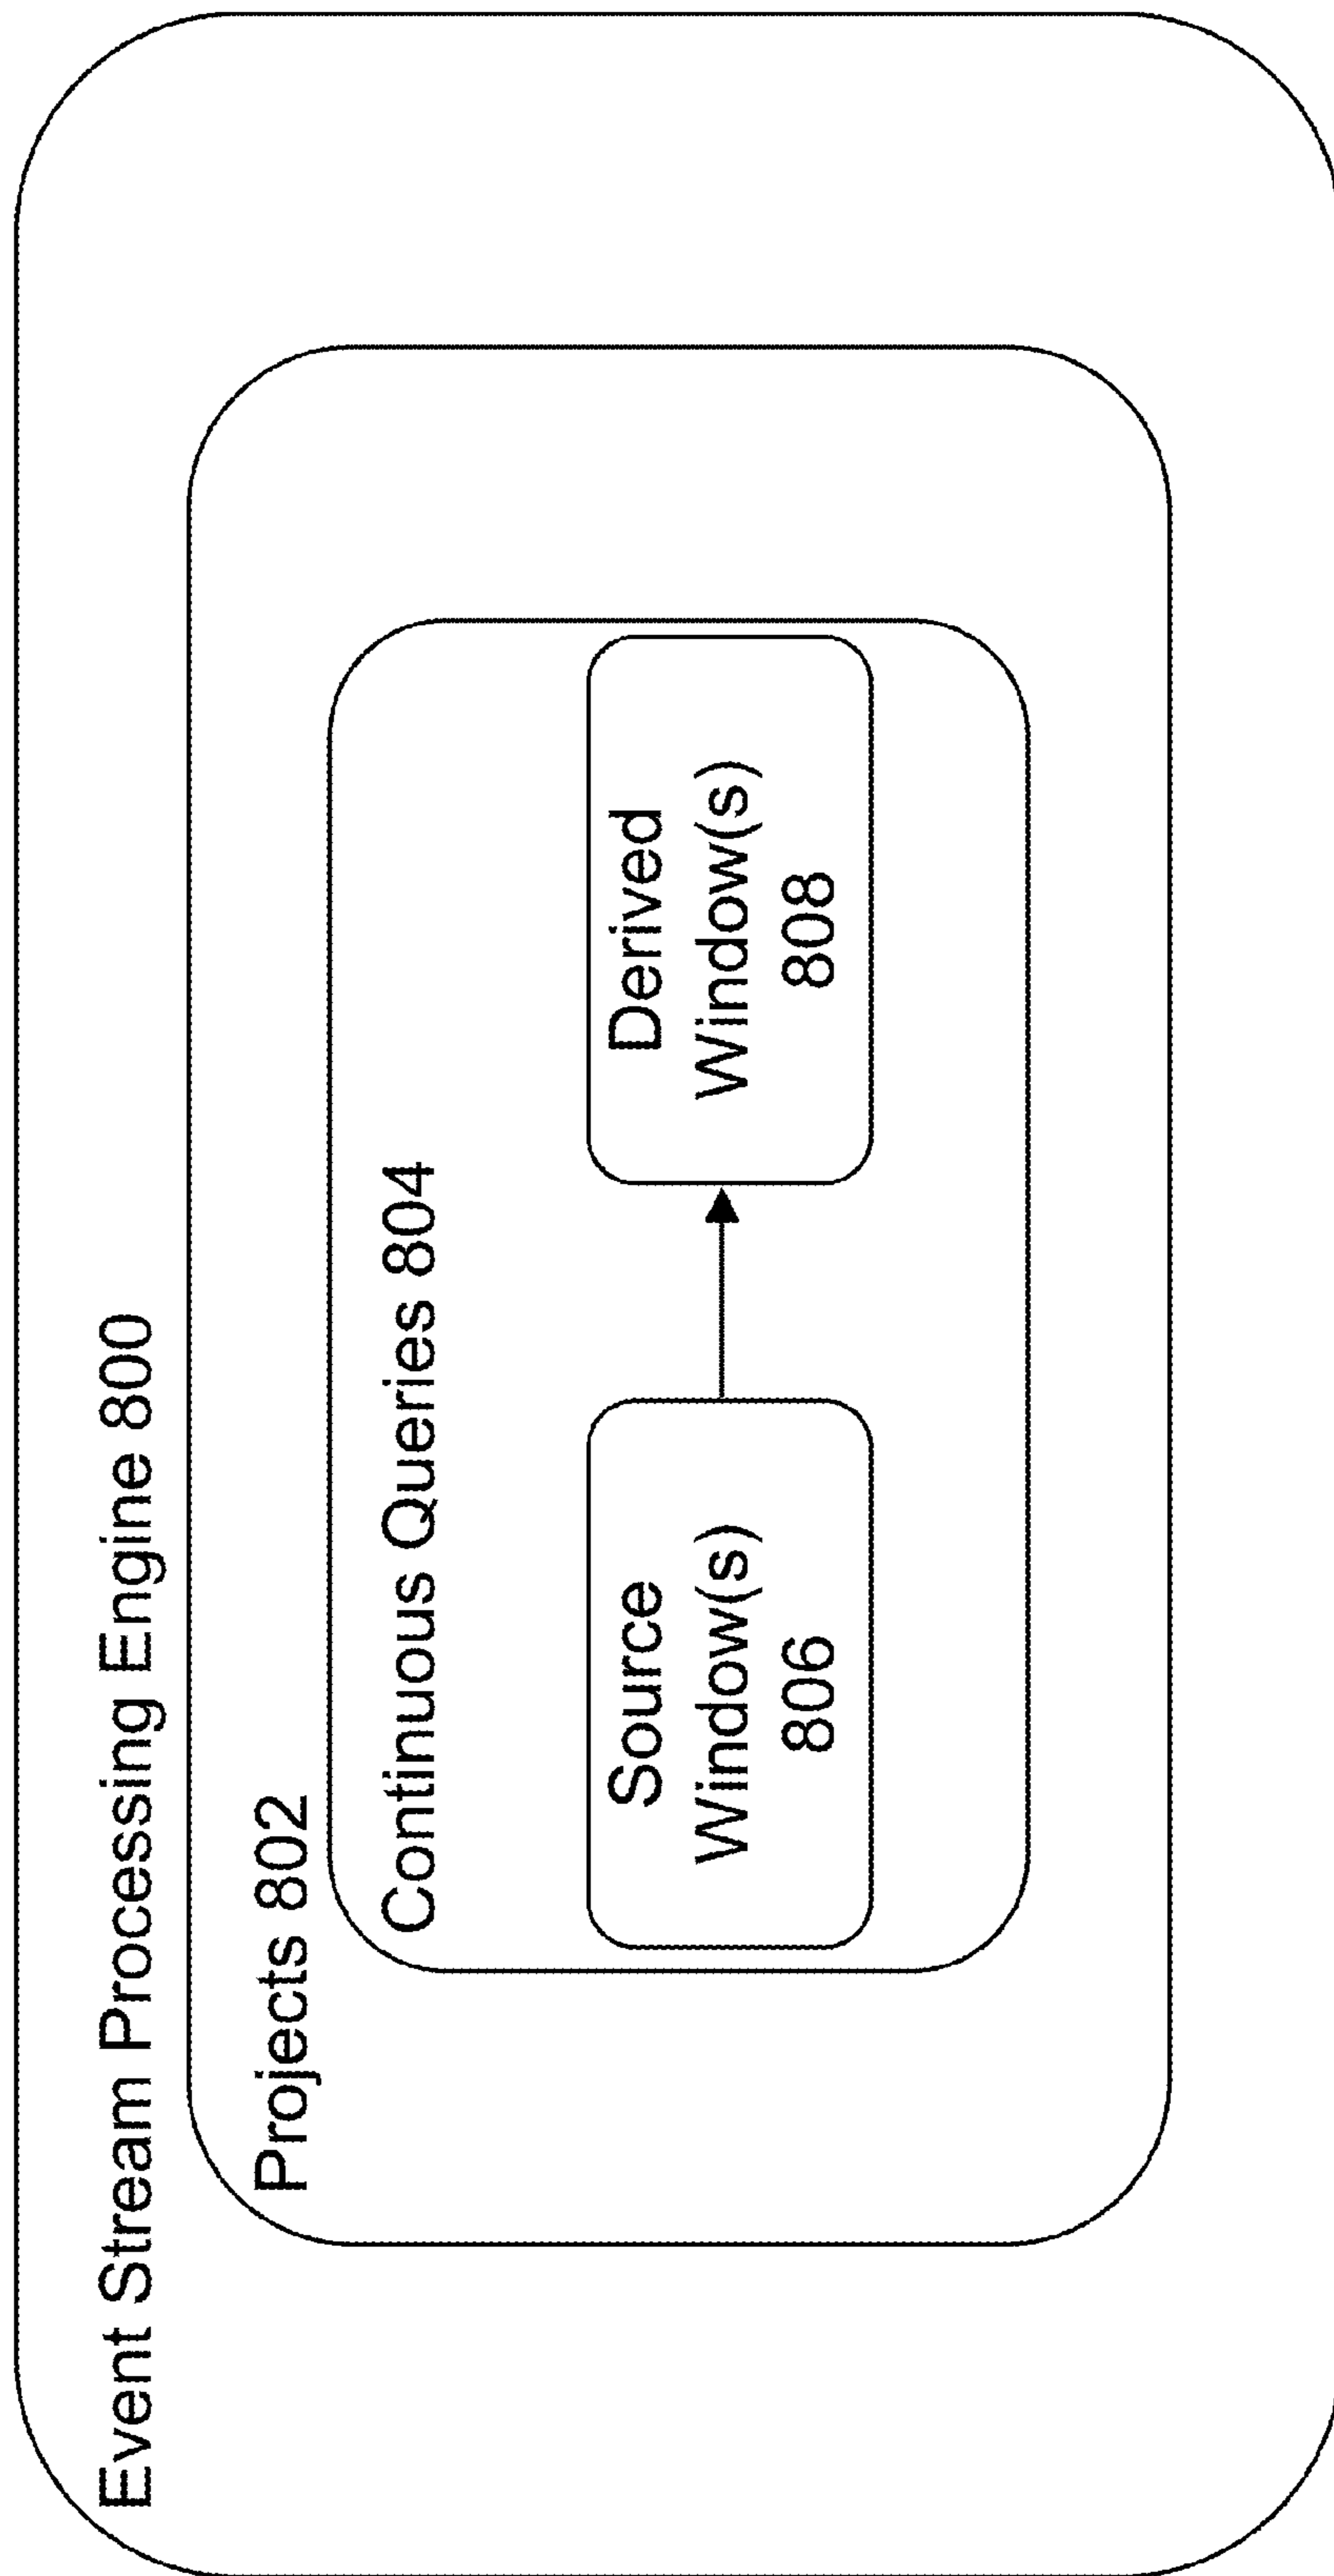 Event Stream Processing Engine 800
Projects 802
Continuous Queries 804
Source
Window(s)
806
Derived
Window(s)
808